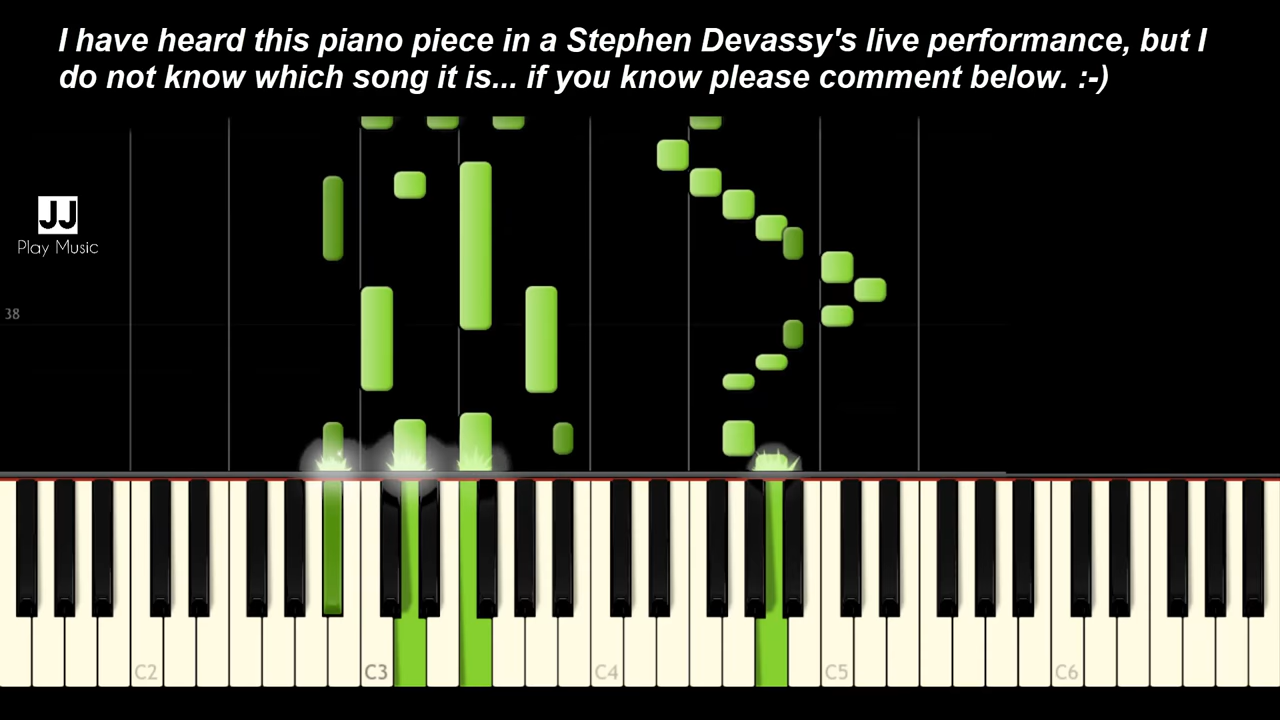 I have heard this piano piece in a Stephen Devassy's live performance, but I
do not know which song it is... if you know please comment below. :-)
JJ
Play Music
38
C2 C3 C4 C5 C6